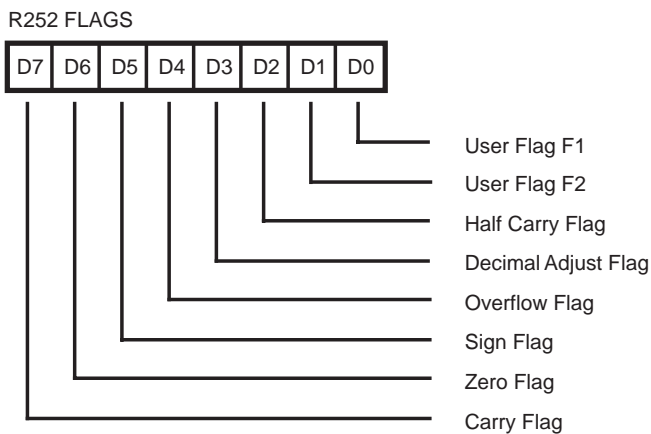 R252 FLAGS
D7 D6 D5 D4 D3 D2 D1 D0
User Flag F1
User Flag F2
Half Carry Flag
Decimal Adjust Flag
Overflow Flag
Sign Flag
Zero Flag
Carry Flag